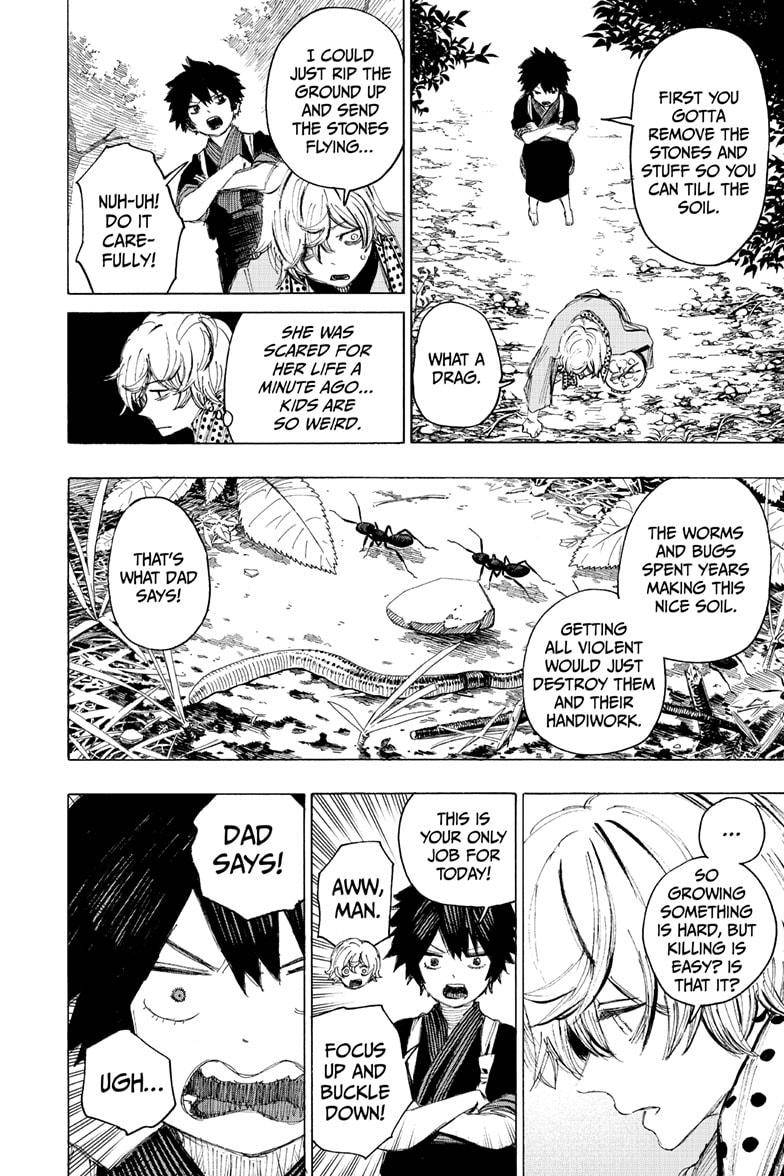 FIRST YOU
GOTTA
REMOVE THE
STONES AND
STUFF SO YOU
CAN TILL THE
SOIL.
WHAT A
DRAG.
I COULD
JUST RIP THE
GROUND UP
AND SEND
THE STONES
FLYING...
NUH-UH!
DO IT
CARE-
FULLY!
SHE WAS
SCARED FOR
HER LIFE A
MINUTE AGO...
KIDS ARE
SO WEIRD.
THE WORMS
AND BUGS
SPENT YEARS
MAKING THIS
NICE SOIL.
GETTING
ALL VIOLENT
WOULD JUST
DESTROY THEM
AND THEIR
HANDIWORK.
THAT'S
WHAT DAD
SAYS!
...
SO
GROWING
SOMETHING
IS HARD, BUT
KILLING IS
EASY? IS
THAT IT?
THIS IS
YOUR ONLY
JOB FOR
TODAY!
AWW,
MAN.
FOCUS
UP AND
BUCKLE
DOWN!
DAD
SAYS!
UGH...